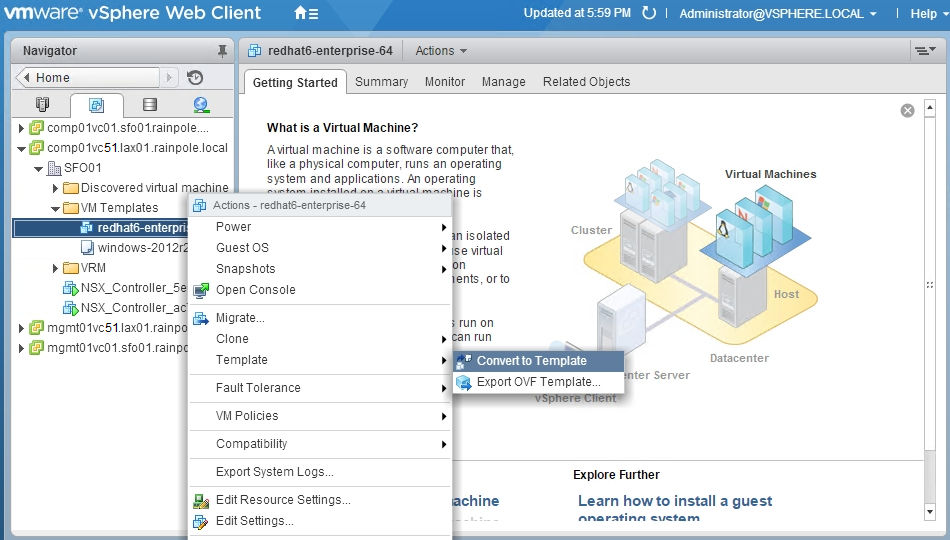 vmware® vSphere Web Client
Updated at 5:59 PM
Administrator@VSPHERE.LOCAL
Help
Navigator
Home
comp01vc01.sfo01.rainpole....
comp01vc51.lax01.rainpole.local
SFO01
Discovered virtual machine
VM Templates
redhat6-enterpris
windows-2012r2
VRM
NSX_Controller_5e
NSX_Controller_ac
mgmt01vc51.lax01.rainpo
mgmt01vc51.sfo01.rainpo
redhat6-enterprise-64
Actions
Getting Started
Summary
Monitor
Manage
Related Objects
What is a Virtual Machine?
A virtual machine is a software computer that,
like a physical computer, runs an operating
system and applications. An operating
system installed on a virtual machine is
an isolated
use virtual
on
ments, or to
s run on
can run
Actions - redhat6-enterprise-64
Power
Guest OS
Snapshots
Open Console
Migrate...
Clone
Template
Fault Tolerance
VM Policies
Compatibility
Export System Logs...
Edit Resource Settings...
Edit Settings...
Convert to Template
Export OVF Template...
Virtual Machines
Cluster
Host
Datacenter
nter Server
vSphere Client
machine
machine
Explore Further
Learn how to install a guest
operating system